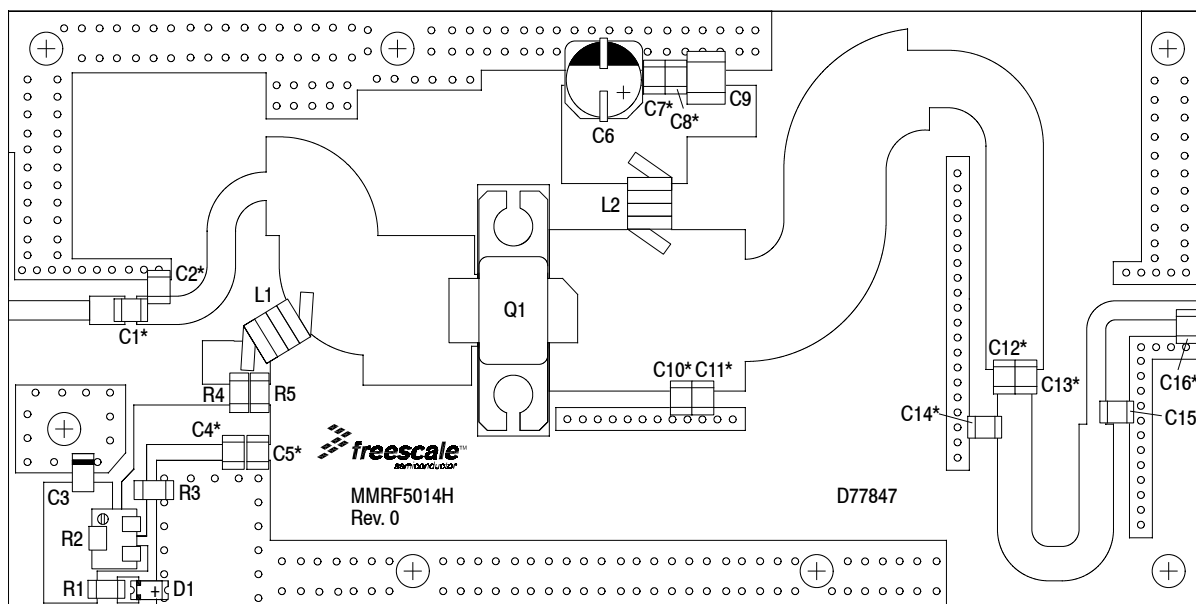 C6
C7*
C8*
C9
L2
C2*
L1
C1*
Q1
R4
R5
C10*
C11*
C12*
C13*
C16*
C14*
C15
C4*
C5*
freescale™
semiconductor
C3
R3
MMRF5014H
Rev. 0
D77847
R2
R1
D1